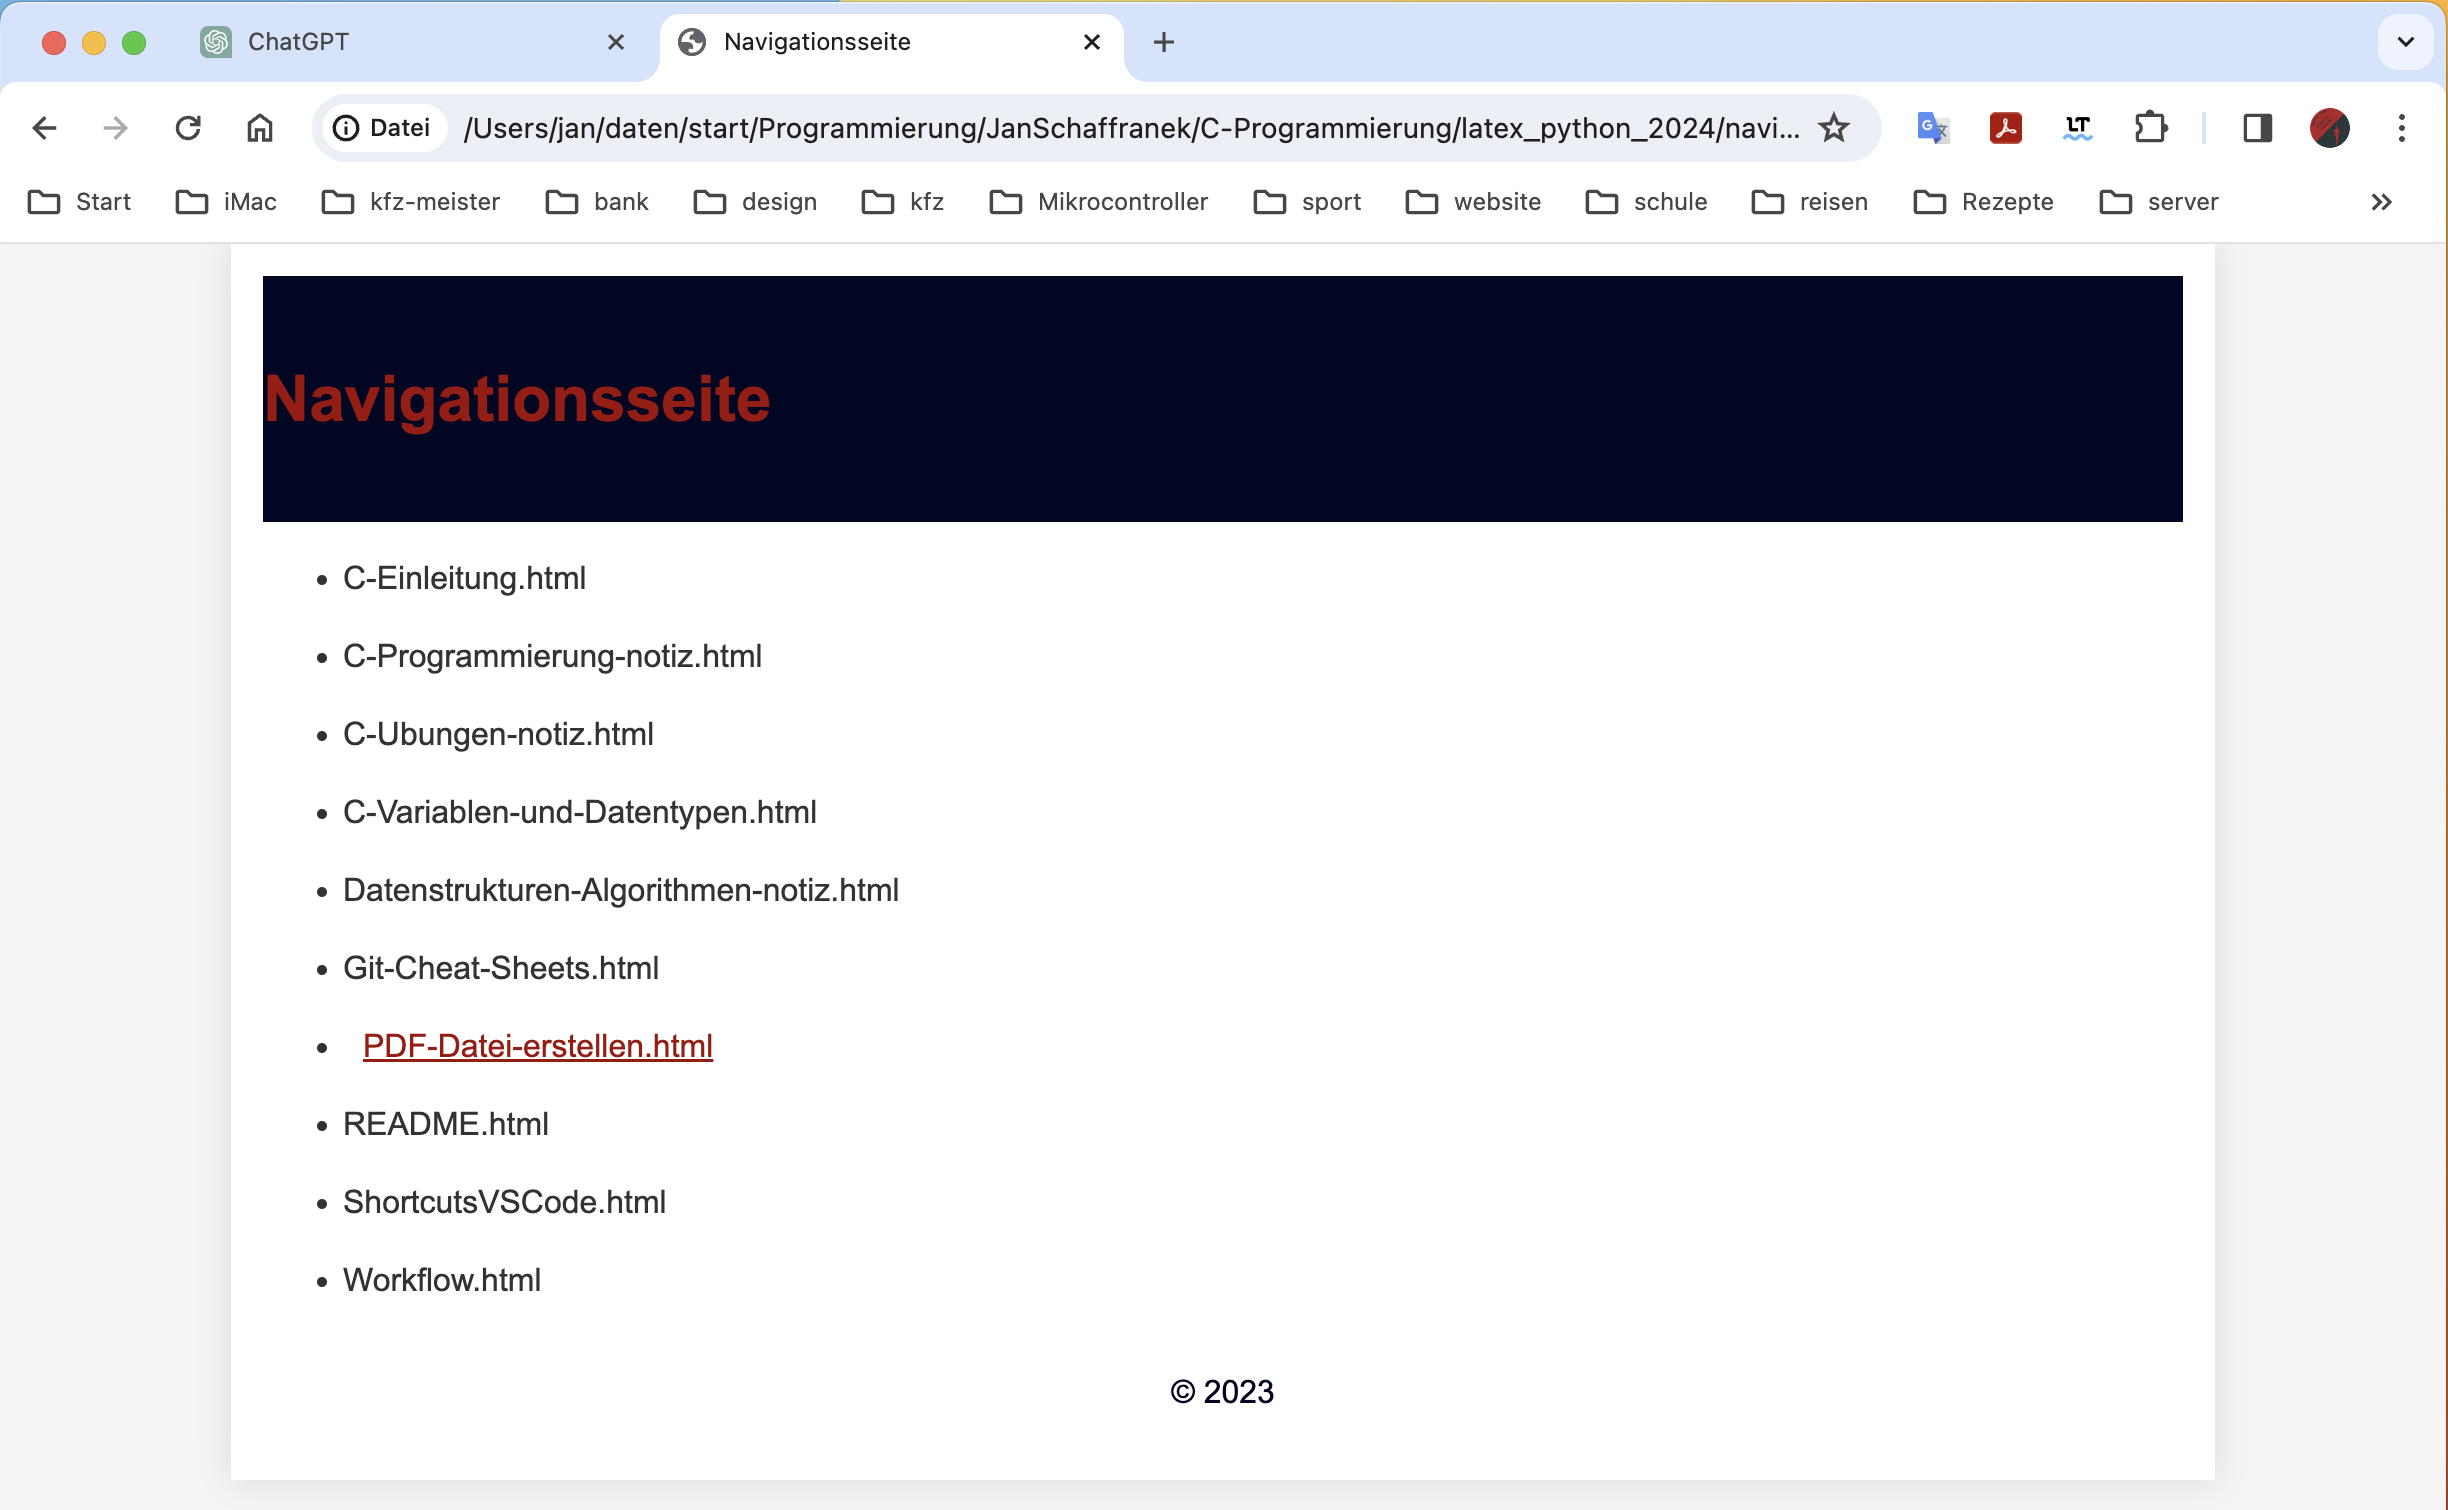 ChatGPT
Navigationsseite
Datei /Users/jan/daten/start/Programmierung/JanSchaffranek/C-Programmierung/latex_python_2024/navi...
LT
Start iMac kfz-meister bank design kfz Mikrocontroller sport website schule reisen Rezepte server
Navigationsseite
C-Einleitung.html
C-Programmierung-notiz.html
C-Ubungen-notiz.html
C-Variablen-und-Datentypen.html
Datenstrukturen-Algorithmen-notiz.html
Git-Cheat-Sheets.html
PDF-Datei-erstellen.html
README.html
ShortcutsVSCode.html
Workflow.html
© 2023